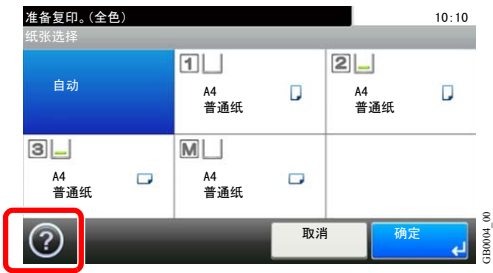 准备复印。(全色)
10:10
纸张选择
自动
1
A4
普通纸
2
A4
普通纸
3
A4
普通纸
M
A4
普通纸
?
取消
确定
GB0004_00